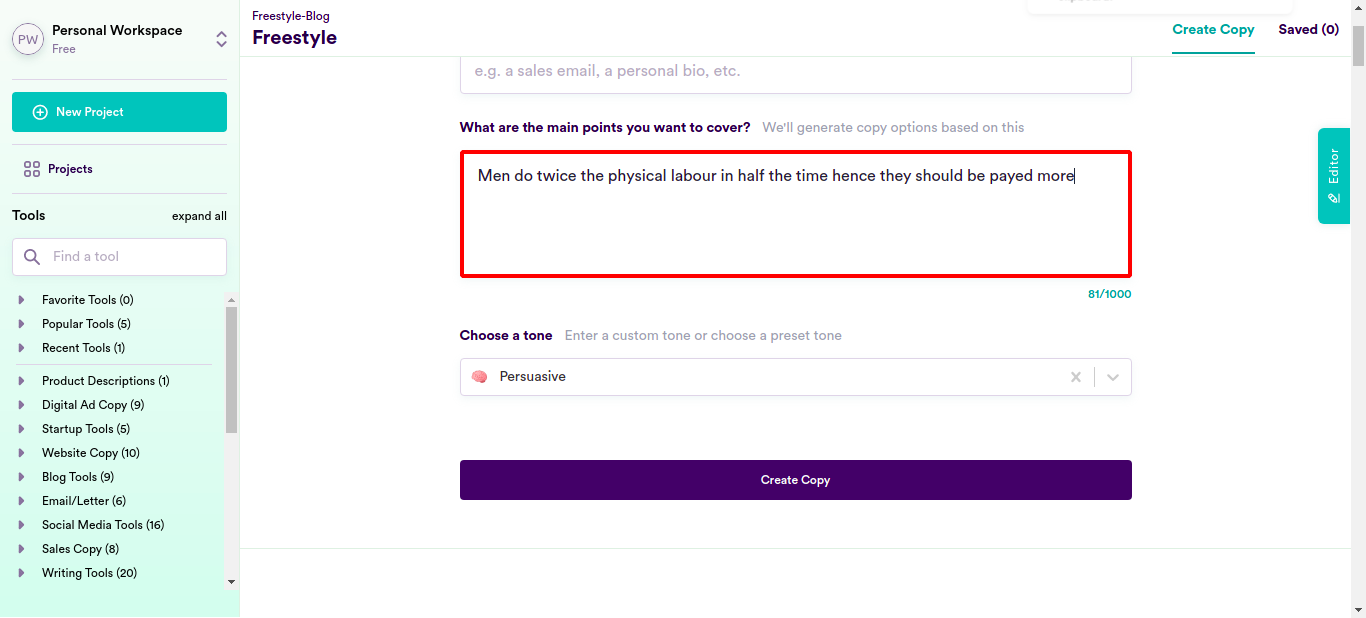 PW
Personal Workspace
Free
New Project
Projects
Tools
expand all
Find a tool
Favorite Tools (0)
Popular Tools (5)
Recent Tools (1)
Product Descriptions (1)
Digital Ad Copy (9)
Startup Tools (5)
Website Copy (10)
Blog Tools (9)
Email/Letter (6)
Social Media Tools (16)
Sales Copy (8)
Writing Tools (20)
Freestyle-Blog
Freestyle
Create Copy
Saved (0)
e.g. a sales email, a personal bio, etc.
What are the main points you want to cover? We'll generate copy options based on this
Men do twice the physical labour in half the time hence they should be payed more
81/1000
Choose a tone Enter a custom tone or choose a preset tone
Persuasive
Create Copy
Editor